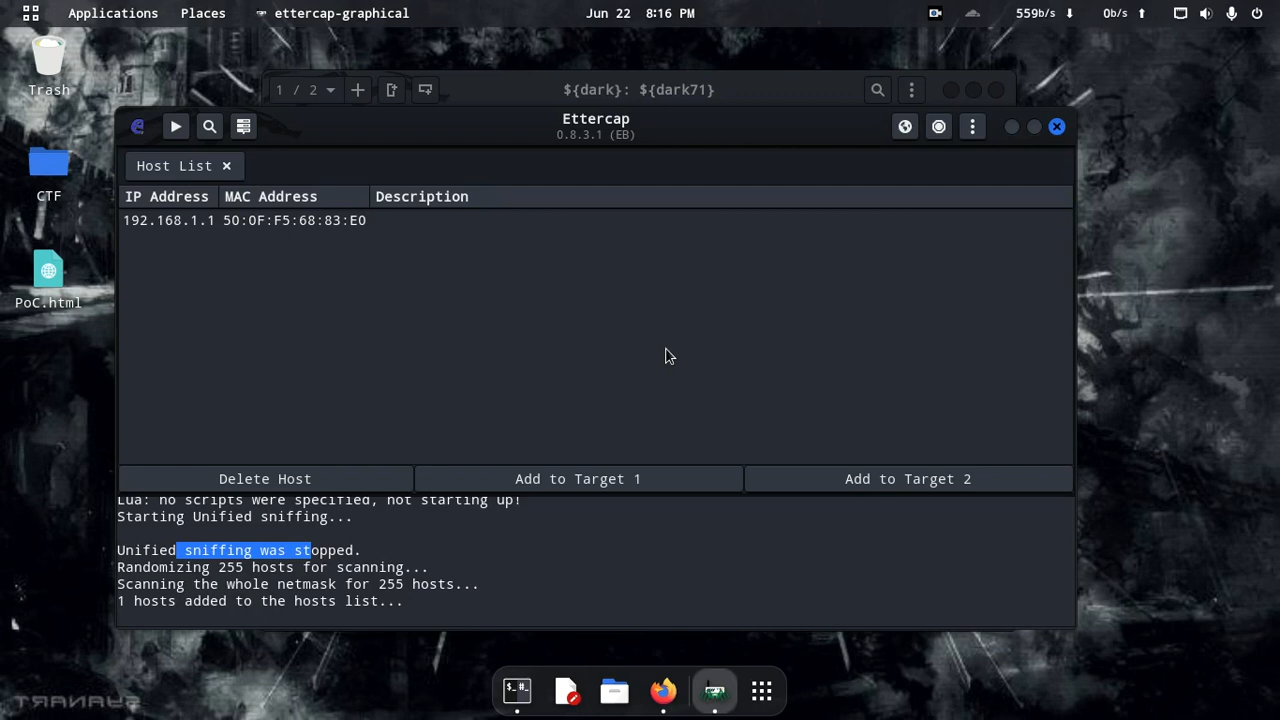 Applications Places ettercap-graphical Jun 22 8:16 PM 559b/s 0b/s
Trash
1 / 2 ${dark}: ${dark71}
Ettercap
0.8.3.1 (EB)
Host List
IP Address MAC Address Description
192.168.1.1 50:0F:F5:68:83:E0
CTF
PoC.html
Delete Host Add to Target 1 Add to Target 2
Lua: no scripts were specified, not starting up!
Starting Unified sniffing...
Unified sniffing was stopped.
Randomizing 255 hosts for scanning...
Scanning the whole netmask for 255 hosts...
1 hosts added to the hosts list...
$_ #_